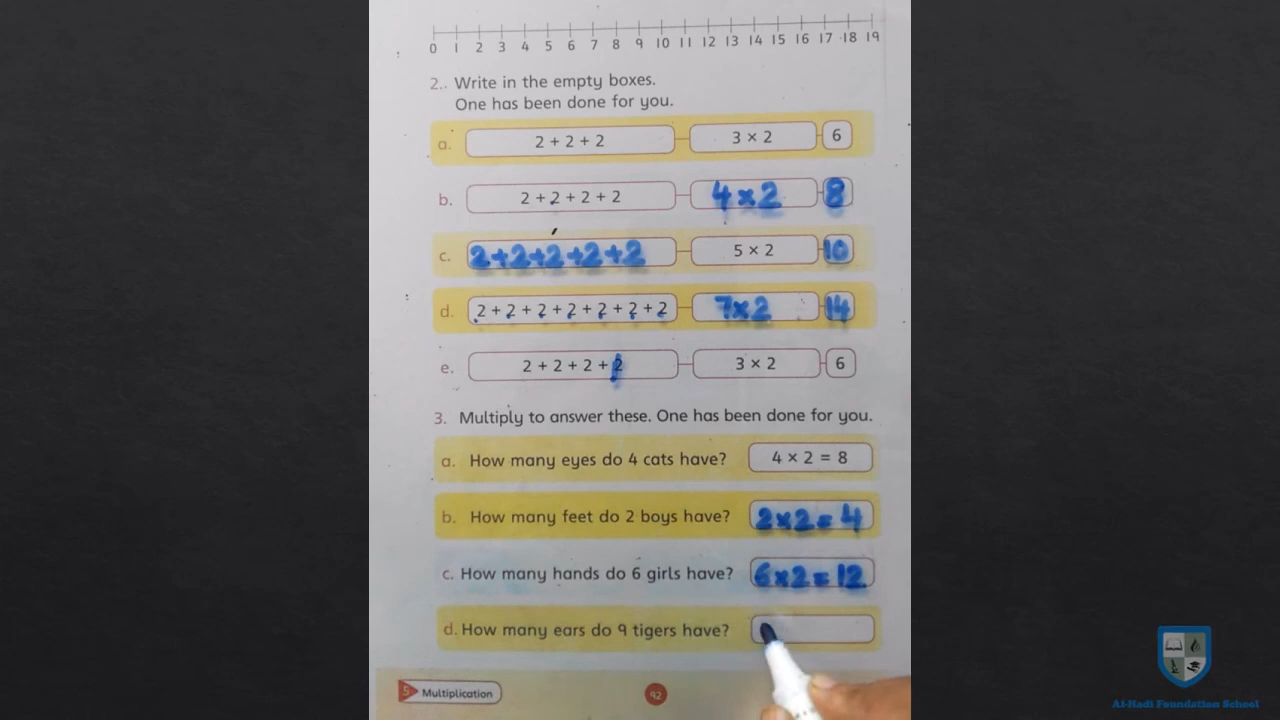 0 1 2 3 4 5 6 7 8 9 10 11 12 13 14 15 16 17 18 19
2. Write in the empty boxes.
One has been done for you.
a. 2 + 2 + 2 3 × 2 6
b. 2 + 2 + 2 + 2 4 × 2 8
c. 2+2+2+2+2 5 × 2 10
d. 2 + 2 + 2 + 2 + 2 + 2 + 2 7×2 14
e. 2 + 2 + 2 + 2 3 × 2 6
3. Multiply to answer these. One has been done for you.
a. How many eyes do 4 cats have? 4 × 2 = 8
b. How many feet do 2 boys have? 2×2=4
c. How many hands do 6 girls have? 6×2=12
d. How many ears do 9 tigers have?
5 Multiplication 92
Al-Hadi Foundation School